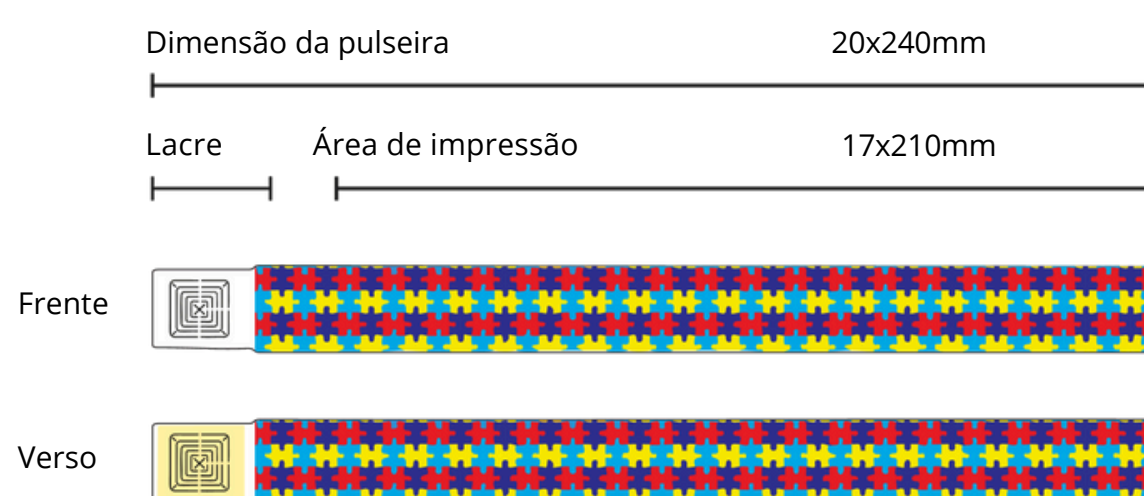 Dimensão da pulseira 20x240mm
Lacre Área de impressão 17x210mm
Frente
Verso